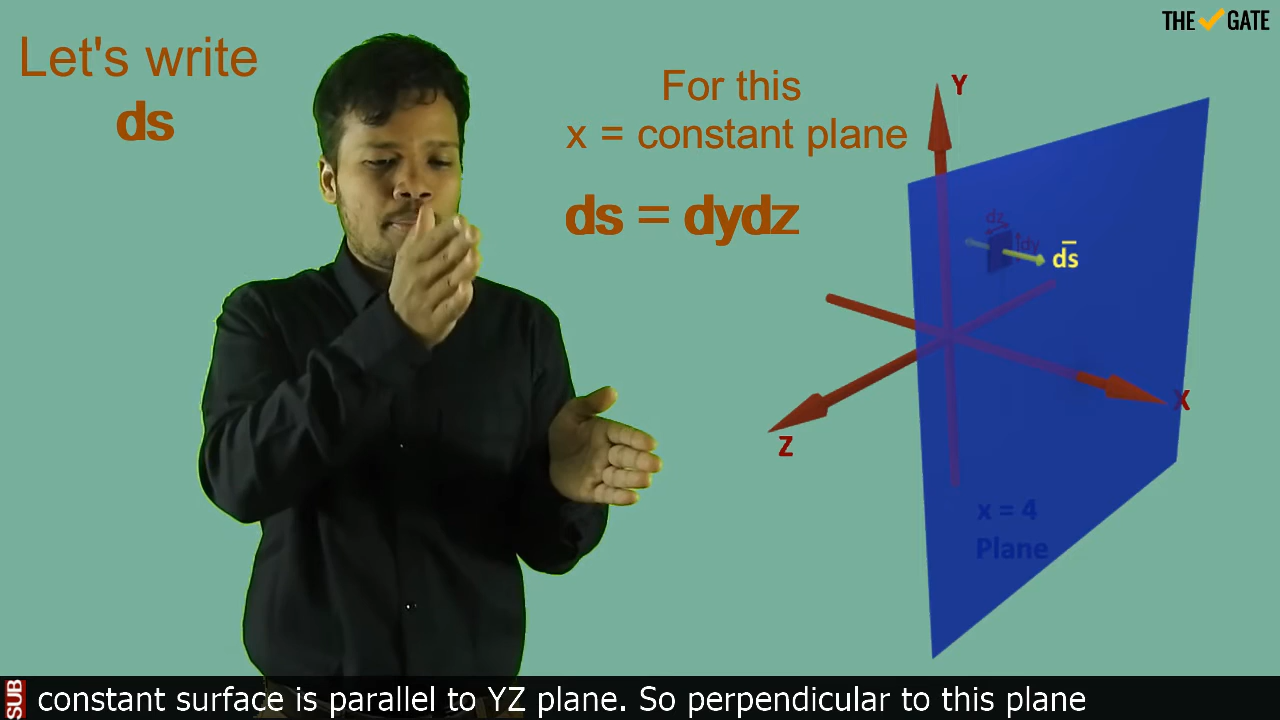 THE GATE
Let's write
ds
For this
x = constant plane
ds = dydz
Y
dz
dy
ds
X
Z
x = 4
Plane
SUB
constant surface is parallel to YZ plane. So perpendicular to this plane